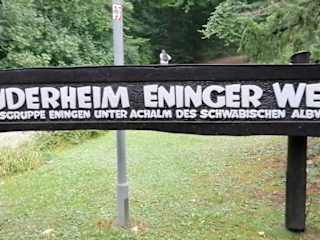 UDERHEIM ENINGER WE
SGRUPPE ENINGEN UNTER ACHALM DES SCHWÄBISCHEN ALBV